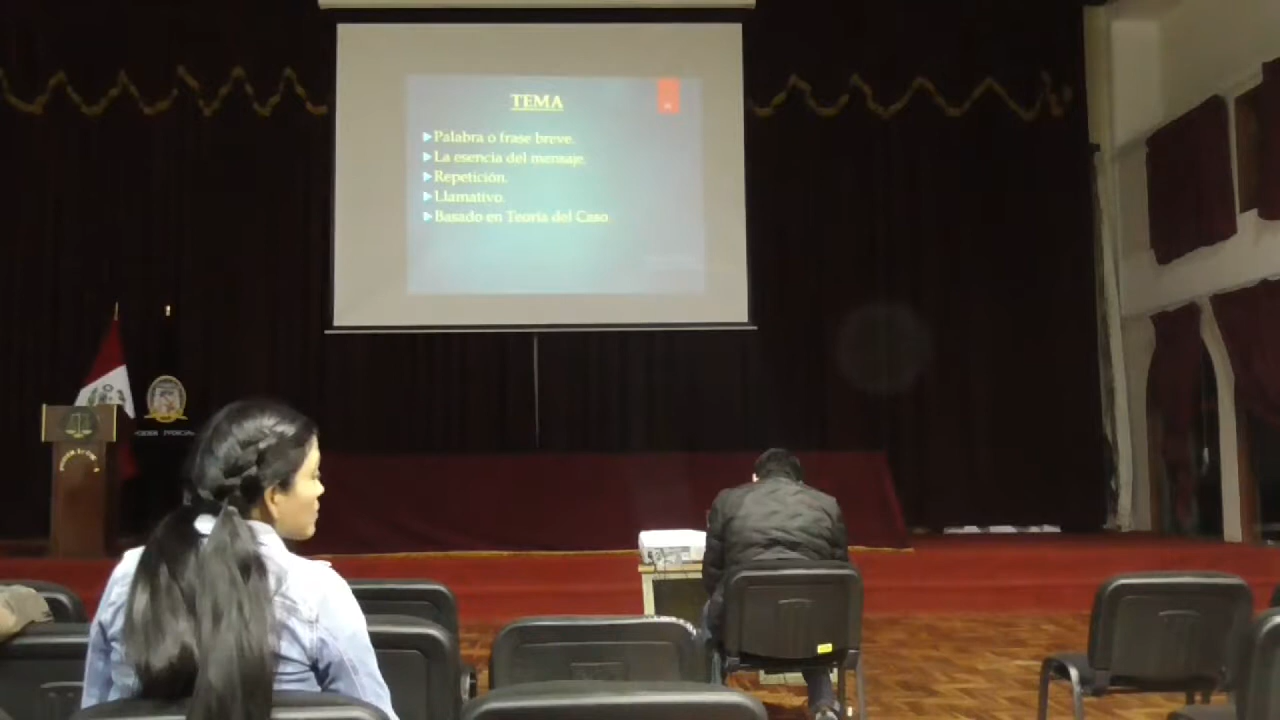 TEMA
Palabra o frase breve.
La esencia del mensaje.
Repetición.
Llamativo.
Basado en Teoría del Caso